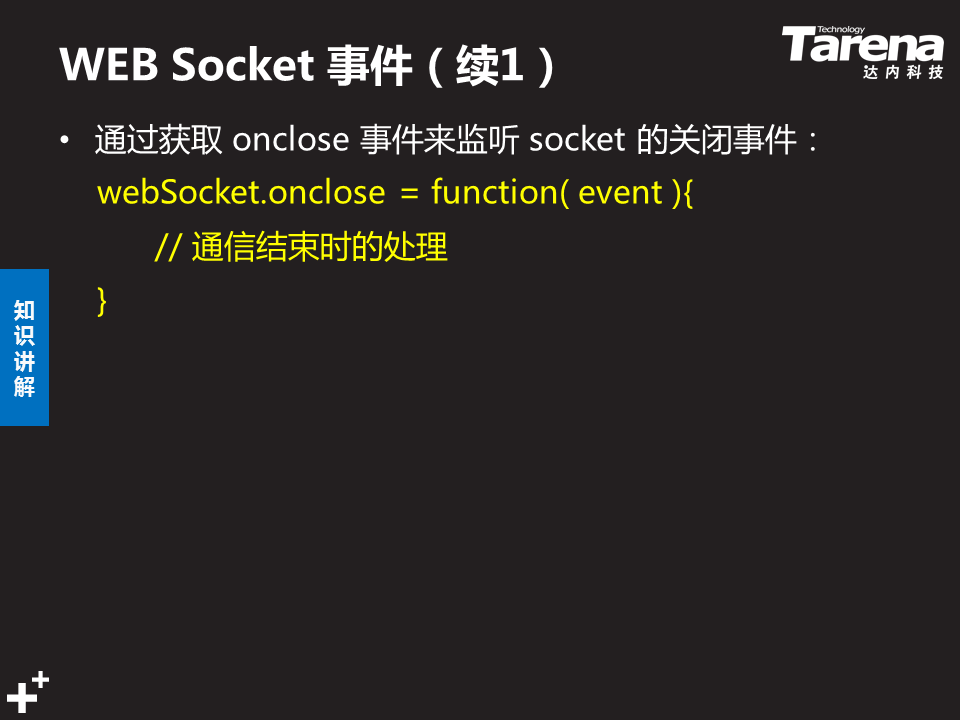 WEB Socket 事件（续1）
Technology
Tarena
达内科技
• 通过获取 onclose 事件来监听 socket 的关闭事件：
webSocket.onclose = function( event ){
// 通信结束时的处理
}
知识讲解